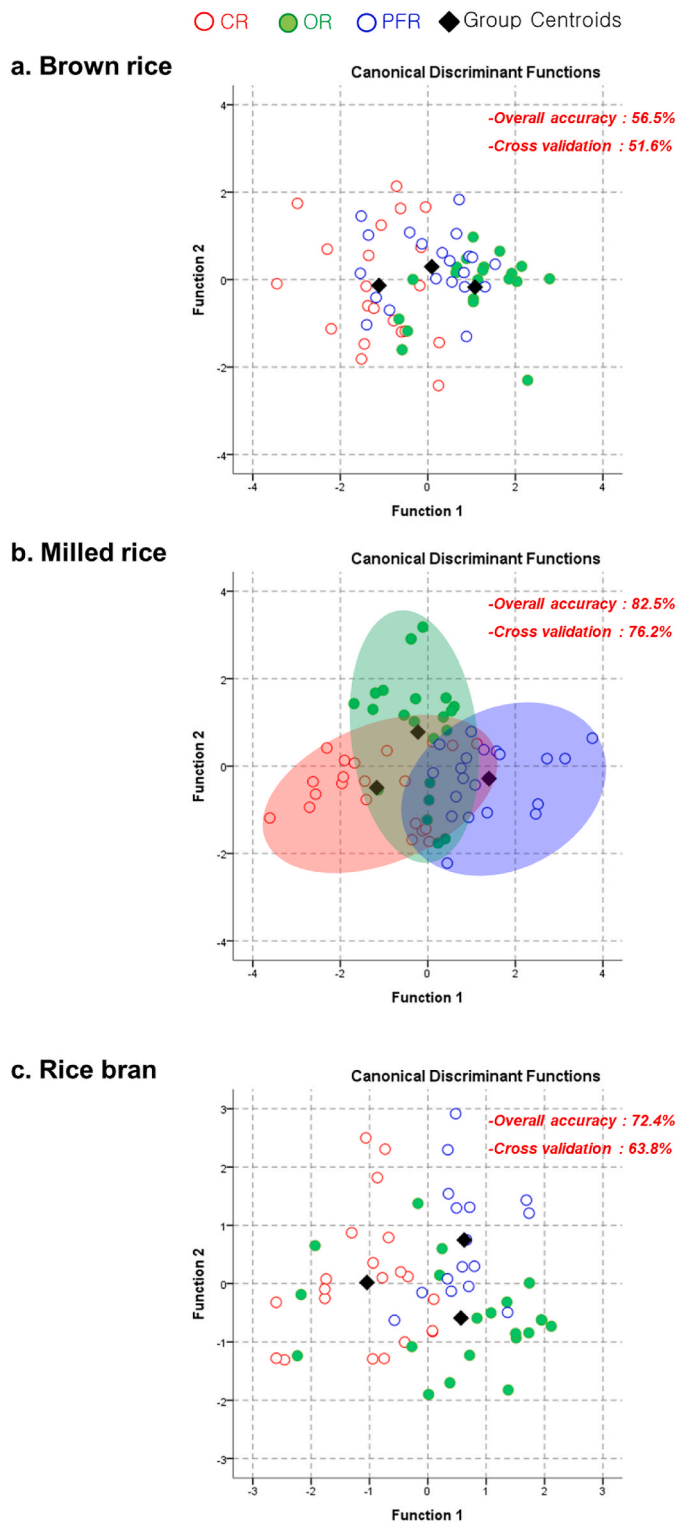 CR OR PFR Group Centroids
a. Brown rice
Canonical Discriminant Functions
-Overall accuracy : 56.5%
-Cross validation : 51.6%
4
2
0
-2
-4
Function 2
-4 -2 0 2 4
Function 1
b. Milled rice
Canonical Discriminant Functions
-Overall accuracy : 82.5%
-Cross validation : 76.2%
4
2
0
-2
-4
Function 2
-4 -2 0 2 4
Function 1
c. Rice bran
Canonical Discriminant Functions
-Overall accuracy : 72.4%
-Cross validation : 63.8%
3
2
1
0
-1
-2
-3
Function 2
-3 -2 -1 0 1 2 3
Function 1